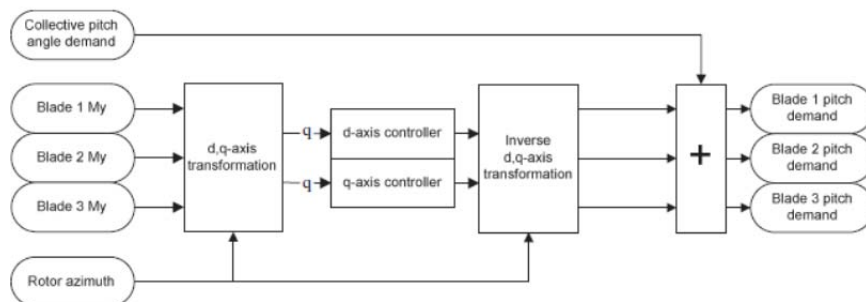 Collective pitch
angle demand
Blade 1 My
Blade 2 My
Blade 3 My
Rotor azimuth
d,q-axis
transformation
q
q
d-axis controller
q-axis controller
Inverse
d,q-axis
transformation
+
Blade 1 pitch
demand
Blade 2 pitch
demand
Blade 3 pitch
demand